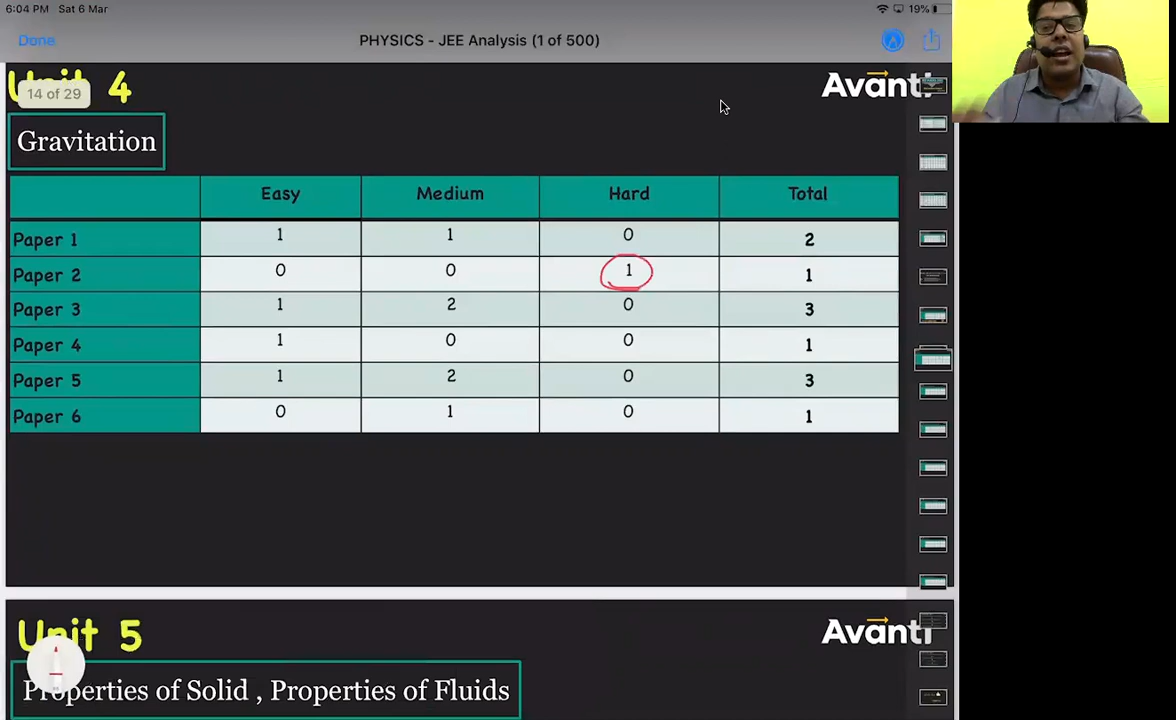 6:04 PM Sat 6 Mar 19%
Done PHYSICS - JEE Analysis (1 of 500)
Unit 4
14 of 29
Avanti
Gravitation
Easy Medium Hard Total
Paper 1 1 1 0 2
Paper 2 0 0 1 1
Paper 3 1 2 0 3
Paper 4 1 0 0 1
Paper 5 1 2 0 3
Paper 6 0 1 0 1
Unit 5
Avanti
Properties of Solid , Properties of Fluids